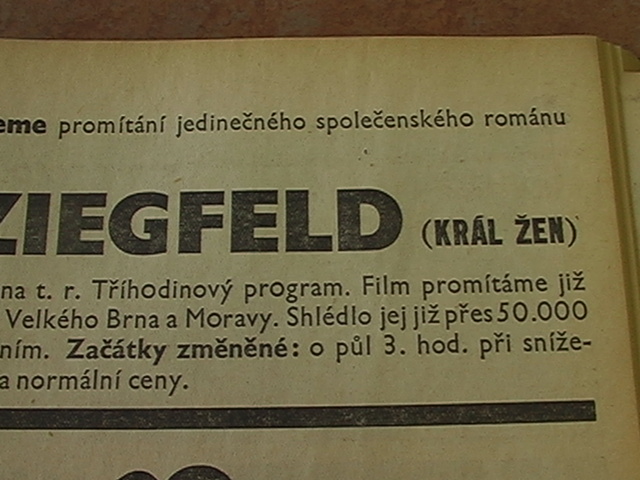 eme promítání jedinečného společenského románu
ZIEGFELD (KRÁL ŽEN)
na t. r. Tříhodinový program. Film promítáme již
Velkého Brna a Moravy. Shlédlo jej již přes 50.000
ním. Začátky změněné: o půl 3. hod. při sníže-
a normální ceny.